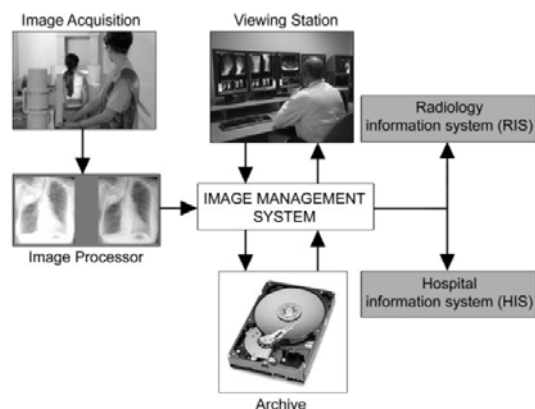 Image Acquisition
Viewing Station
Radiology
information system (RIS)
IMAGE MANAGEMENT
SYSTEM
Image Processor
Hospital
information system (HIS)
Archive